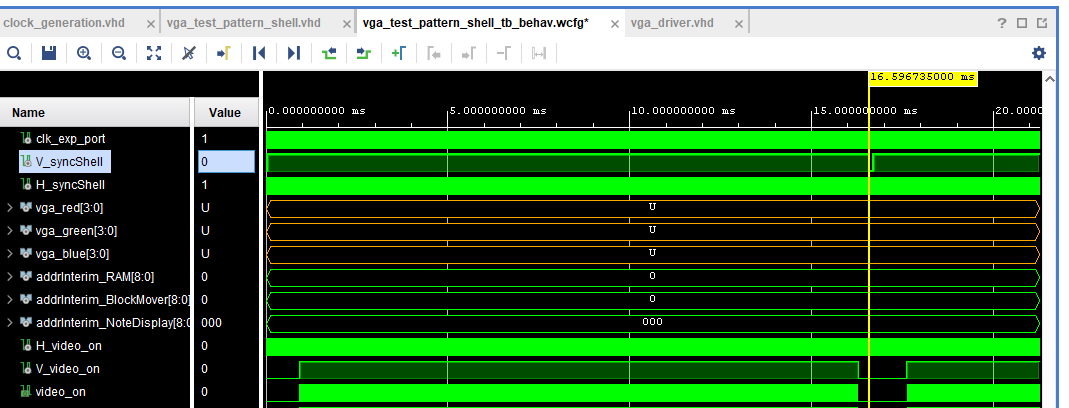 clock_generation.vhd × vga_test_pattern_shell.vhd × vga_test_pattern_shell_tb_behav.wcfg* × vga_driver.vhd × ?
16.596735000 ms
Name Value 0.000000000 ms 5.000000000 ms 10.000000000 ms 15.000000000 ms 20.0000
clk_exp_port 1
V_syncShell 0
H_syncShell 1
vga_red[3:0] U U
vga_green[3:0] U U
vga_blue[3:0] U U
addrInterim_RAM[8:0] 0 0
addrInterim_BlockMover[8:0] 0 0
addrInterim_NoteDisplay[8:0 000 000
H_video_on 0
V_video_on 0
video_on 0